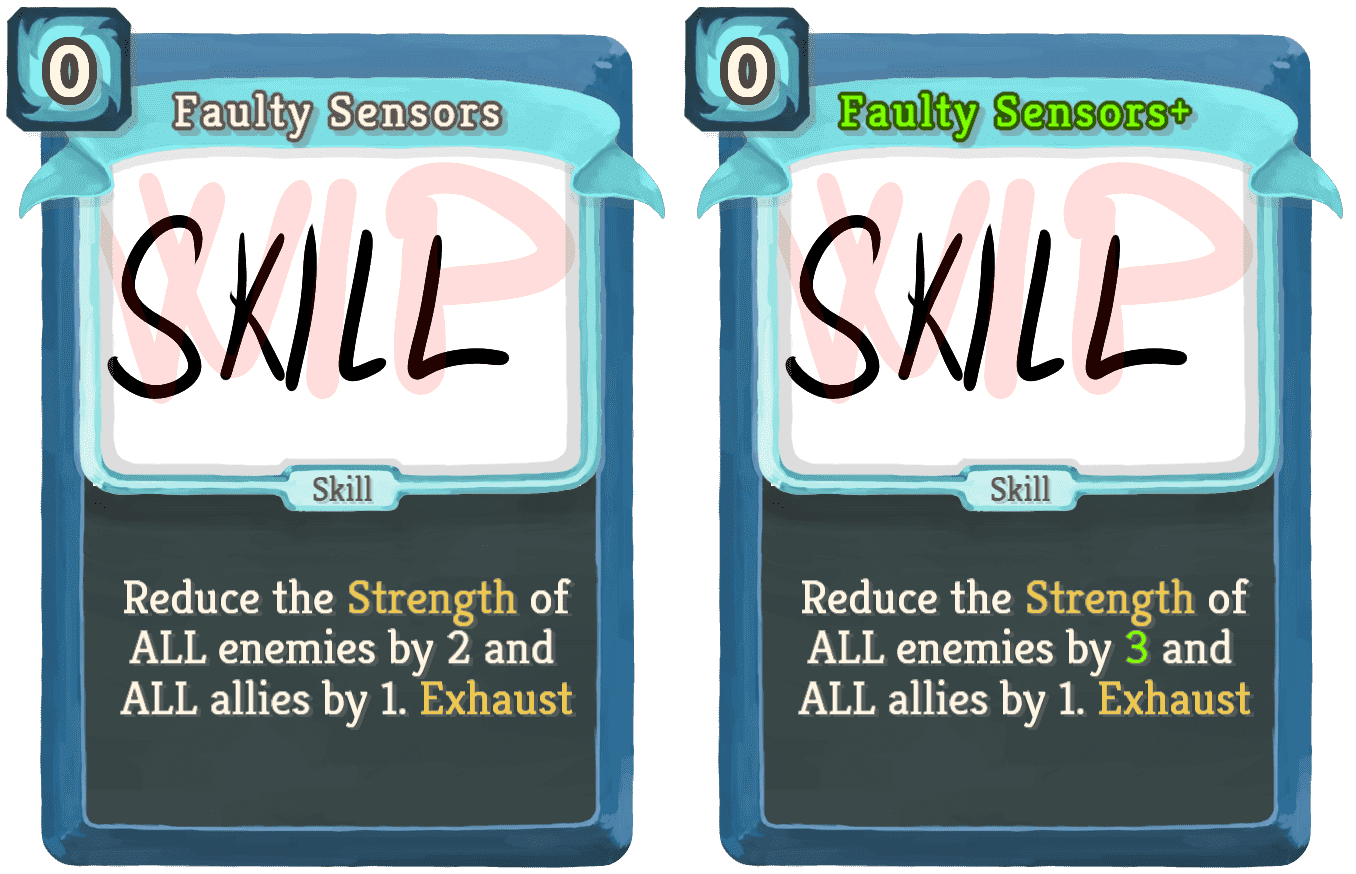 0
Faulty Sensors
WIP
SKILL
Skill
Reduce the Strength of
ALL enemies by 2 and
ALL allies by 1. Exhaust
0
Faulty Sensors+
WIP
SKILL
Skill
Reduce the Strength of
ALL enemies by 3 and
ALL allies by 1. Exhaust